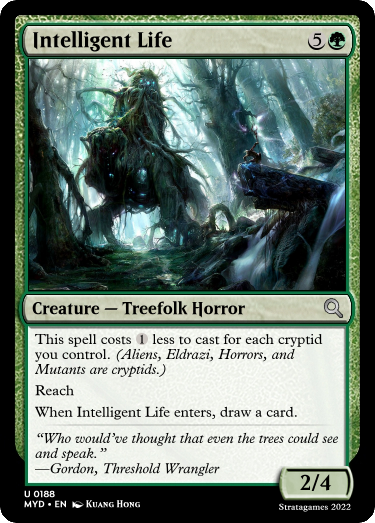 Intelligent Life 5
Creature — Treefolk Horror
This spell costs 1 less to cast for each cryptid
you control. (Aliens, Eldrazi, Horrors, and
Mutants are cryptids.)
Reach
When Intelligent Life enters, draw a card.
“Who would’ve thought that even the trees could see
and speak.”
—Gordon, Threshold Wrangler
2/4
U 0188
MYD • EN Kuang Hong
Stratagames 2022